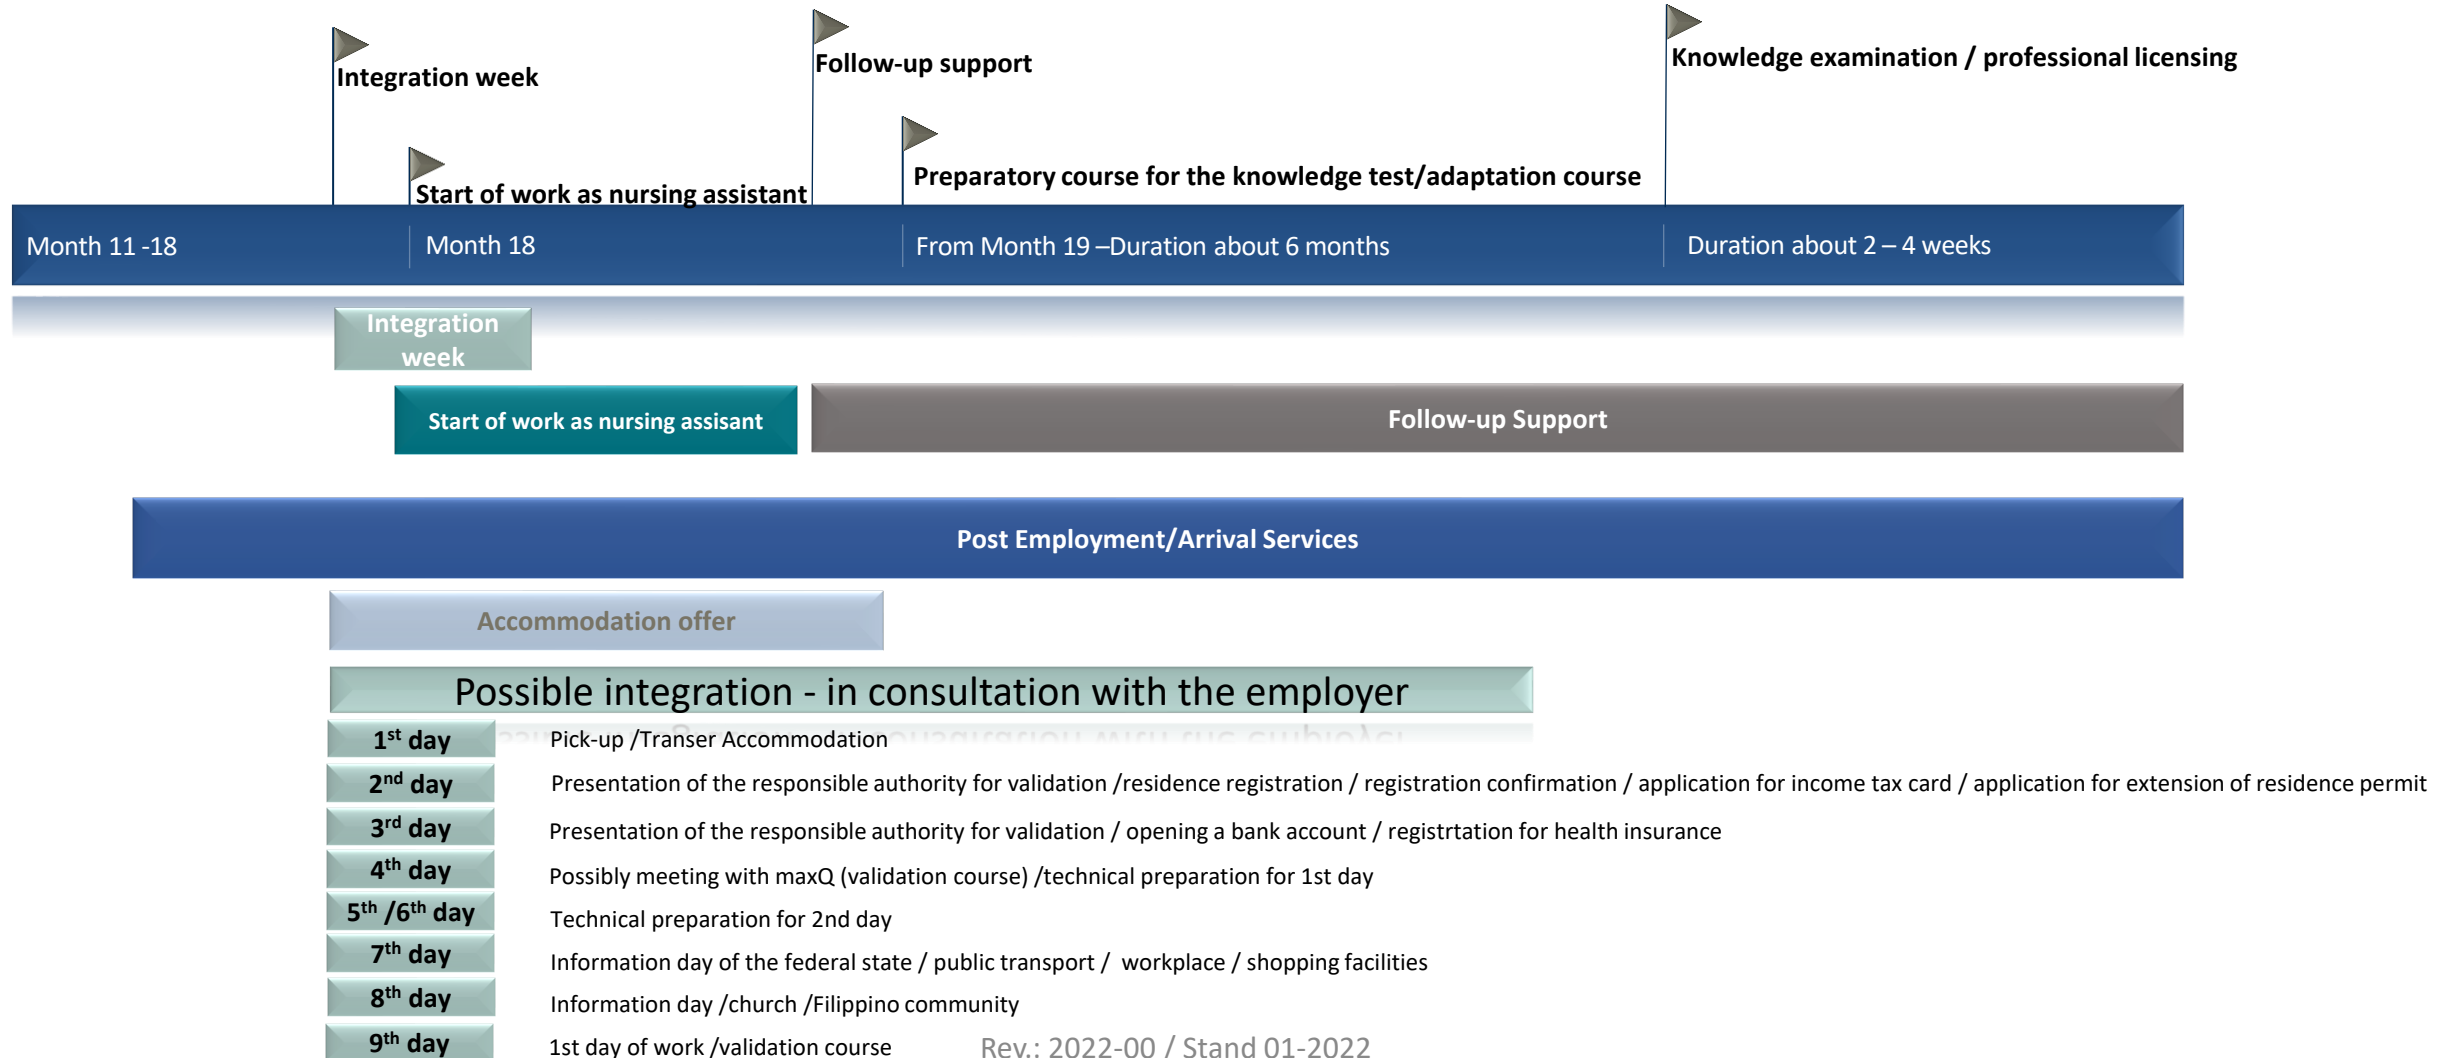 Integration week
Follow-up support
Knowledge examination / professional licensing
Start of work as nursing assistant
Preparatory course for the knowledge test/adaptation course
Month 11 -18
Month 18
From Month 19 –Duration about 6 months
Duration about 2 – 4 weeks
Integration
week
Start of work as nursing assisant
Follow-up Support
Post Employment/Arrival Services
Accommodation offer
Possible integration - in consultation with the employer
1st day Pick-up /Transer Accommodation
2nd day Presentation of the responsible authority for validation /residence registration / registration confirmation / application for income tax card / application for extension of residence permit
3rd day Presentation of the responsible authority for validation / opening a bank account / registrtation for health insurance
4th day Possibly meeting with maxQ (validation course) /technical preparation for 1st day
5th /6th day Technical preparation for 2nd day
7th day Information day of the federal state / public transport / workplace / shopping facilities
8th day Information day /church /Filippino community
9th day 1st day of work /validation course
Rev.: 2022-00 / Stand 01-2022